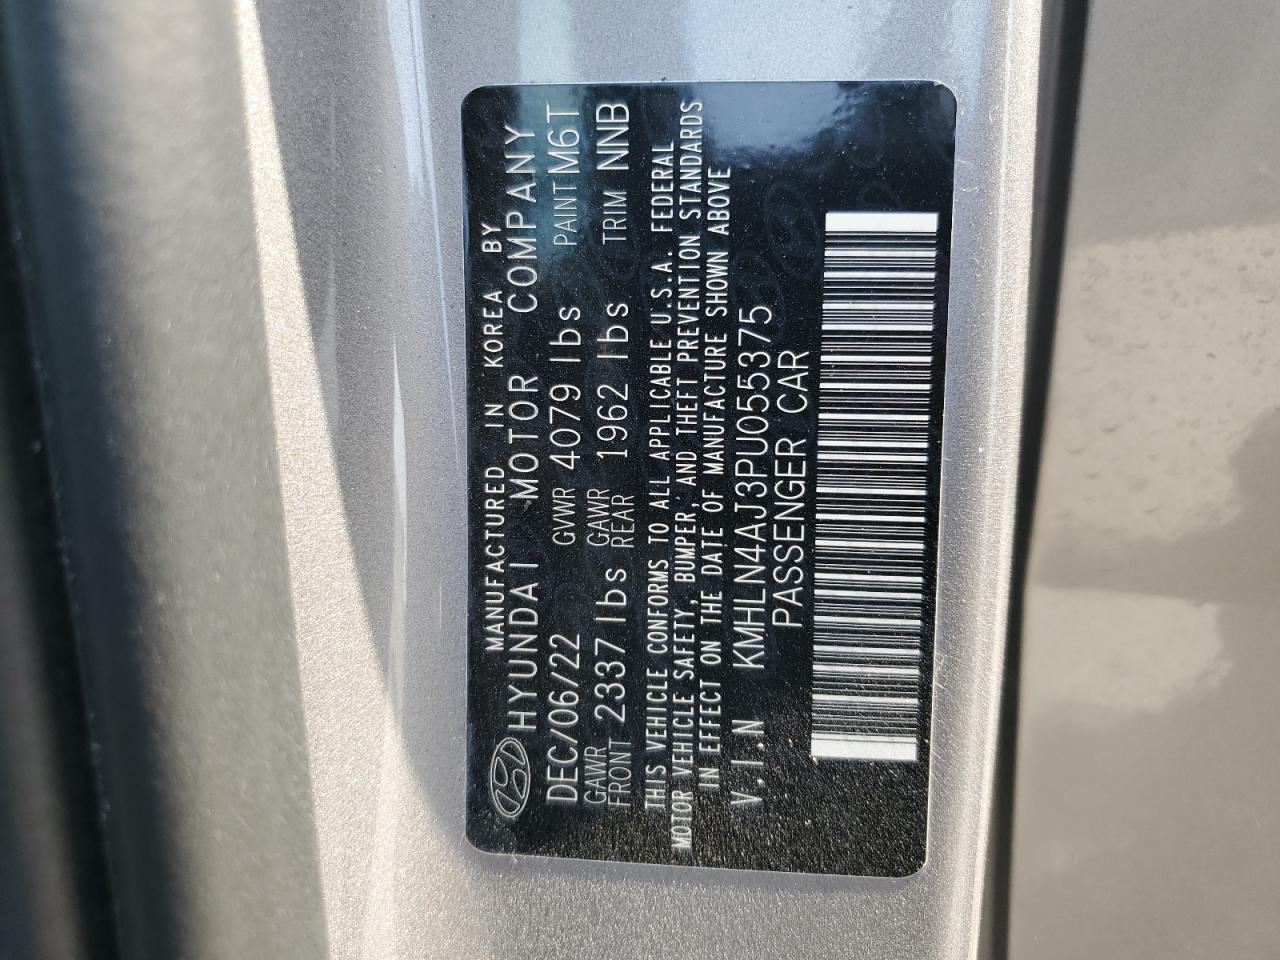 MANUFACTURED IN KOREA BY
HYUNDAI MOTOR COMPANY
DEC/06/22 GVWR 4079 lbs PAINT M6T
GAWR FRONT 2337 lbs GAWR REAR 1962 lbs TRIM NNB
THIS VEHICLE CONFORMS TO ALL APPLICABLE U.S.A. FEDERAL
MOTOR VEHICLE SAFETY, BUMPER, AND THEFT PREVENTION STANDARDS
IN EFFECT ON THE DATE OF MANUFACTURE SHOWN ABOVE
V.I.N KMHLN4AJ3PU055375
PASSENGER CAR